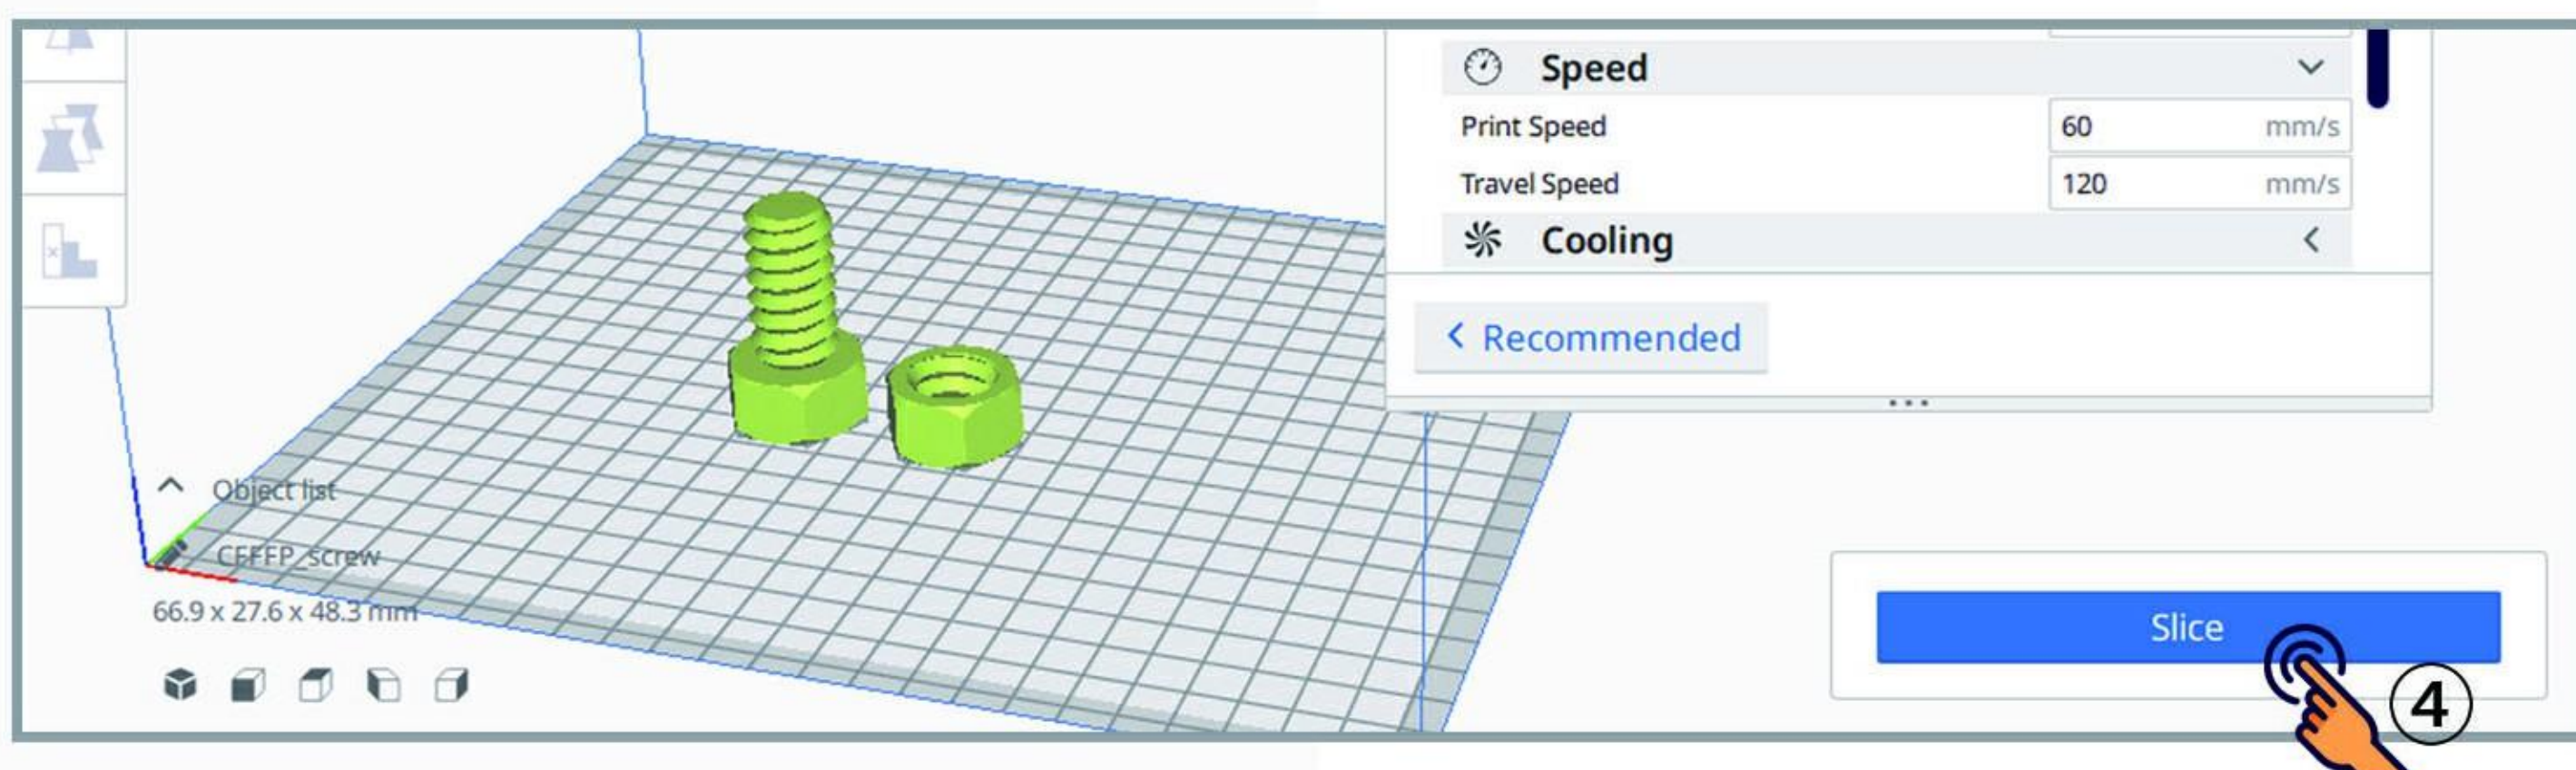 Speed
Print Speed 60 mm/s
Travel Speed 120 mm/s
Cooling
Recommended
Object list
CFFFP_screw
66.9 x 27.6 x 48.3 mm
Slice
4